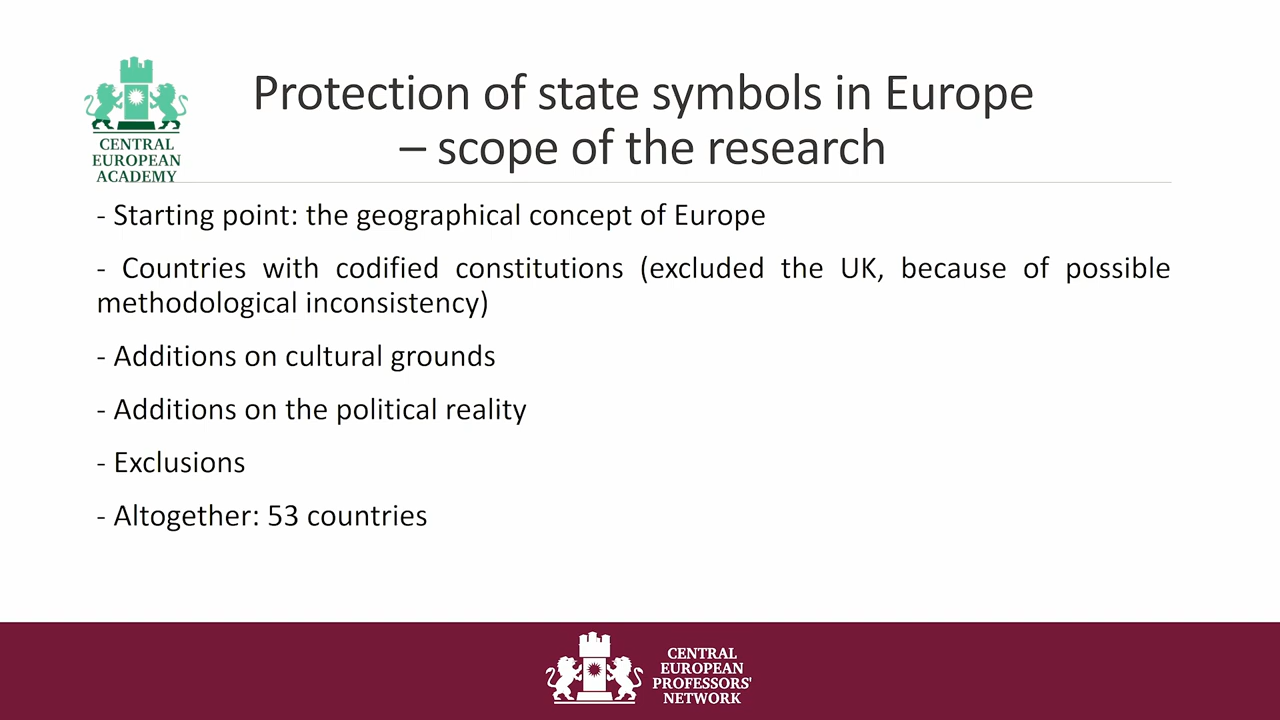 Protection of state symbols in Europe
– scope of the research
CENTRAL
EUROPEAN
ACADEMY
- Starting point: the geographical concept of Europe
- Countries with codified constitutions (excluded the UK, because of possible
methodological inconsistency)
- Additions on cultural grounds
- Additions on the political reality
- Exclusions
- Altogether: 53 countries
CENTRAL
EUROPEAN
PROFESSORS'
NETWORK